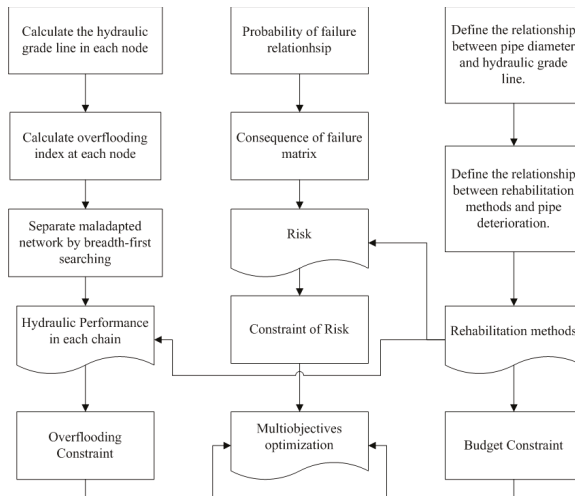 Calculate the hydraulic
grade line in each node
Calculate overflooding
index at each node
Separate maladapted
network by breadth-first
searching
Hydraulic Performance
in each chain
Overflooding
Constraint
Probability of failure
relationhsip
Consequence of failure
matrix
Risk
Constraint of Risk
Multiobjectives
optimization
Define the relationship
between pipe diameter
and hydraulic grade
line.
Define the relationship
between rehabilitation
methods and pipe
deterioration.
Rehabilitation methods
Budget Constraint